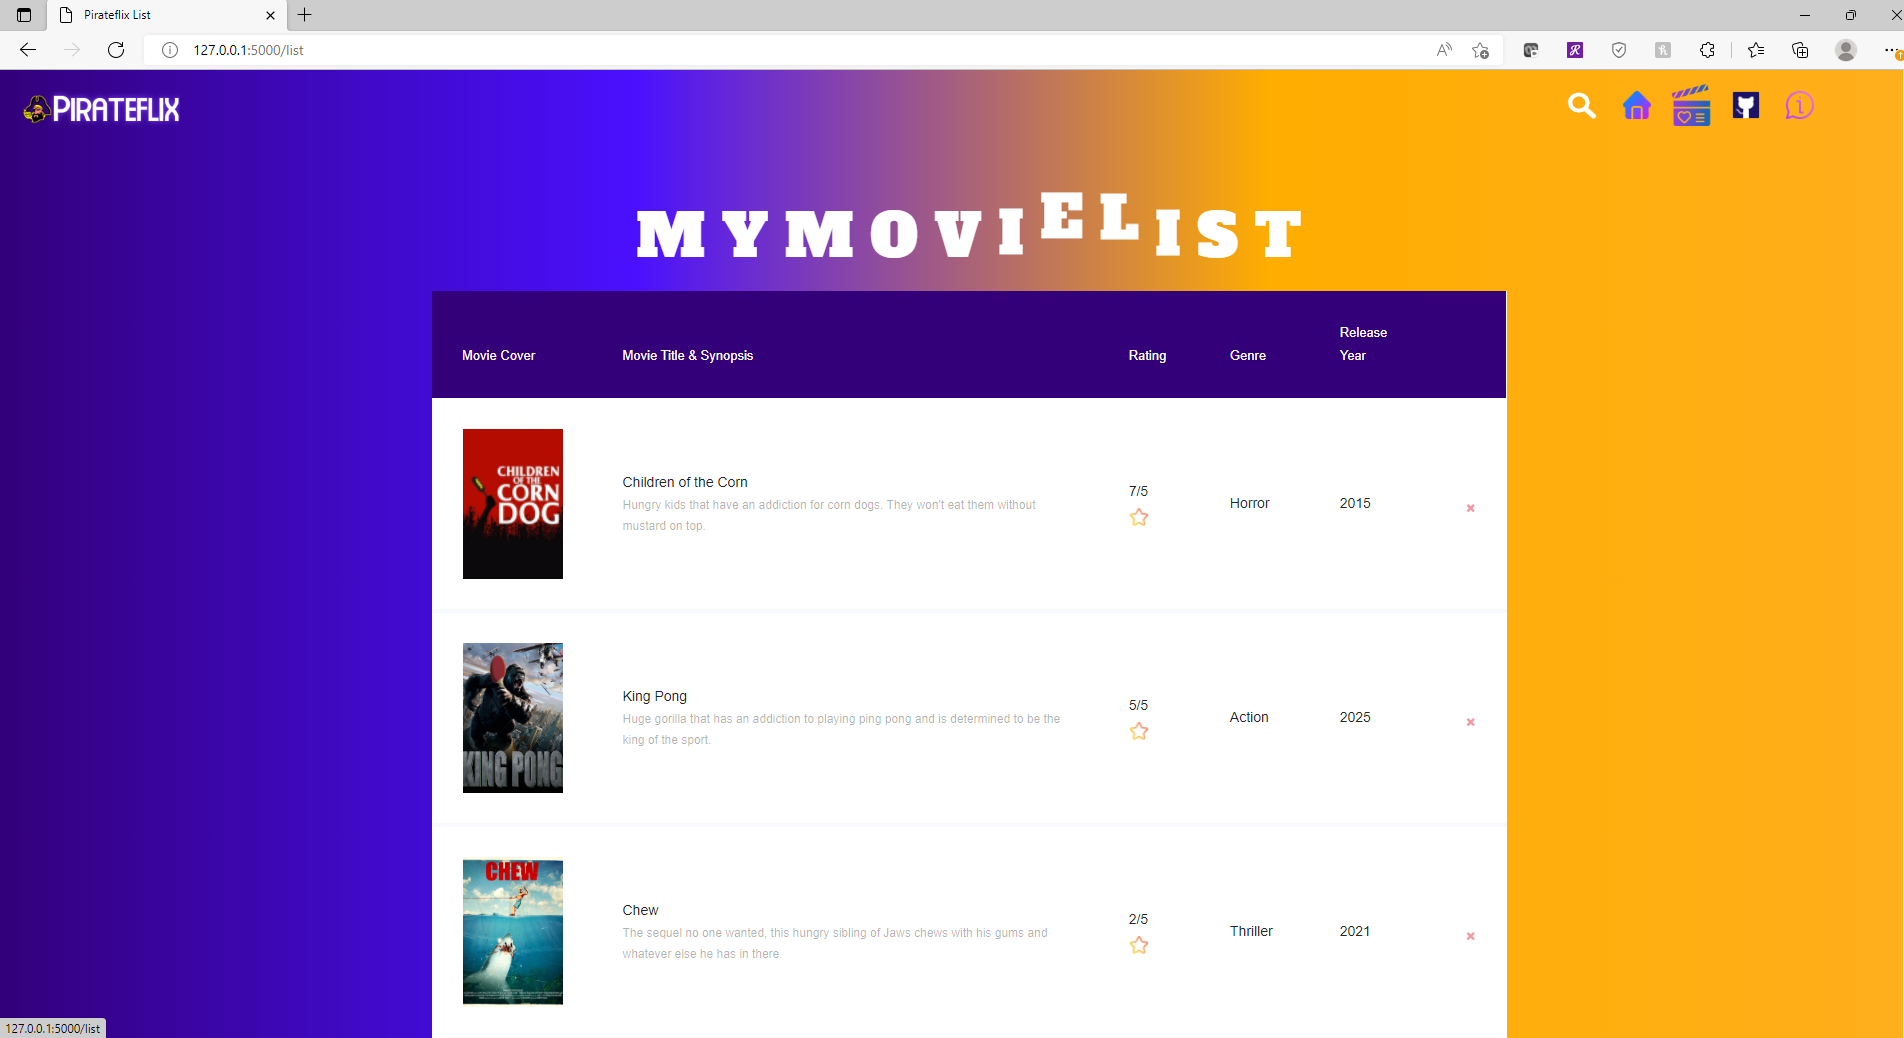 Pirateflix List
127.0.0.1:5000/list
PIRATEFLIX
MYMOVIELIST
Movie Cover
Movie Title & Synopsis
Rating
Genre
Release
Year
CHILDREN
OF THE
CORN
DOG
Children of the Corn
Hungry kids that have an addiction for corn dogs. They won't eat them without
mustard on top.
7/5
Horror
2015
KING PONG
King Pong
Huge gorilla that has an addiction to playing ping pong and is determined to be the
king of the sport.
5/5
Action
2025
CHEW
Chew
The sequel no one wanted, this hungry sibling of Jaws chews with his gums and
whatever else he has in there.
2/5
Thriller
2021
127.0.0.1:5000/list